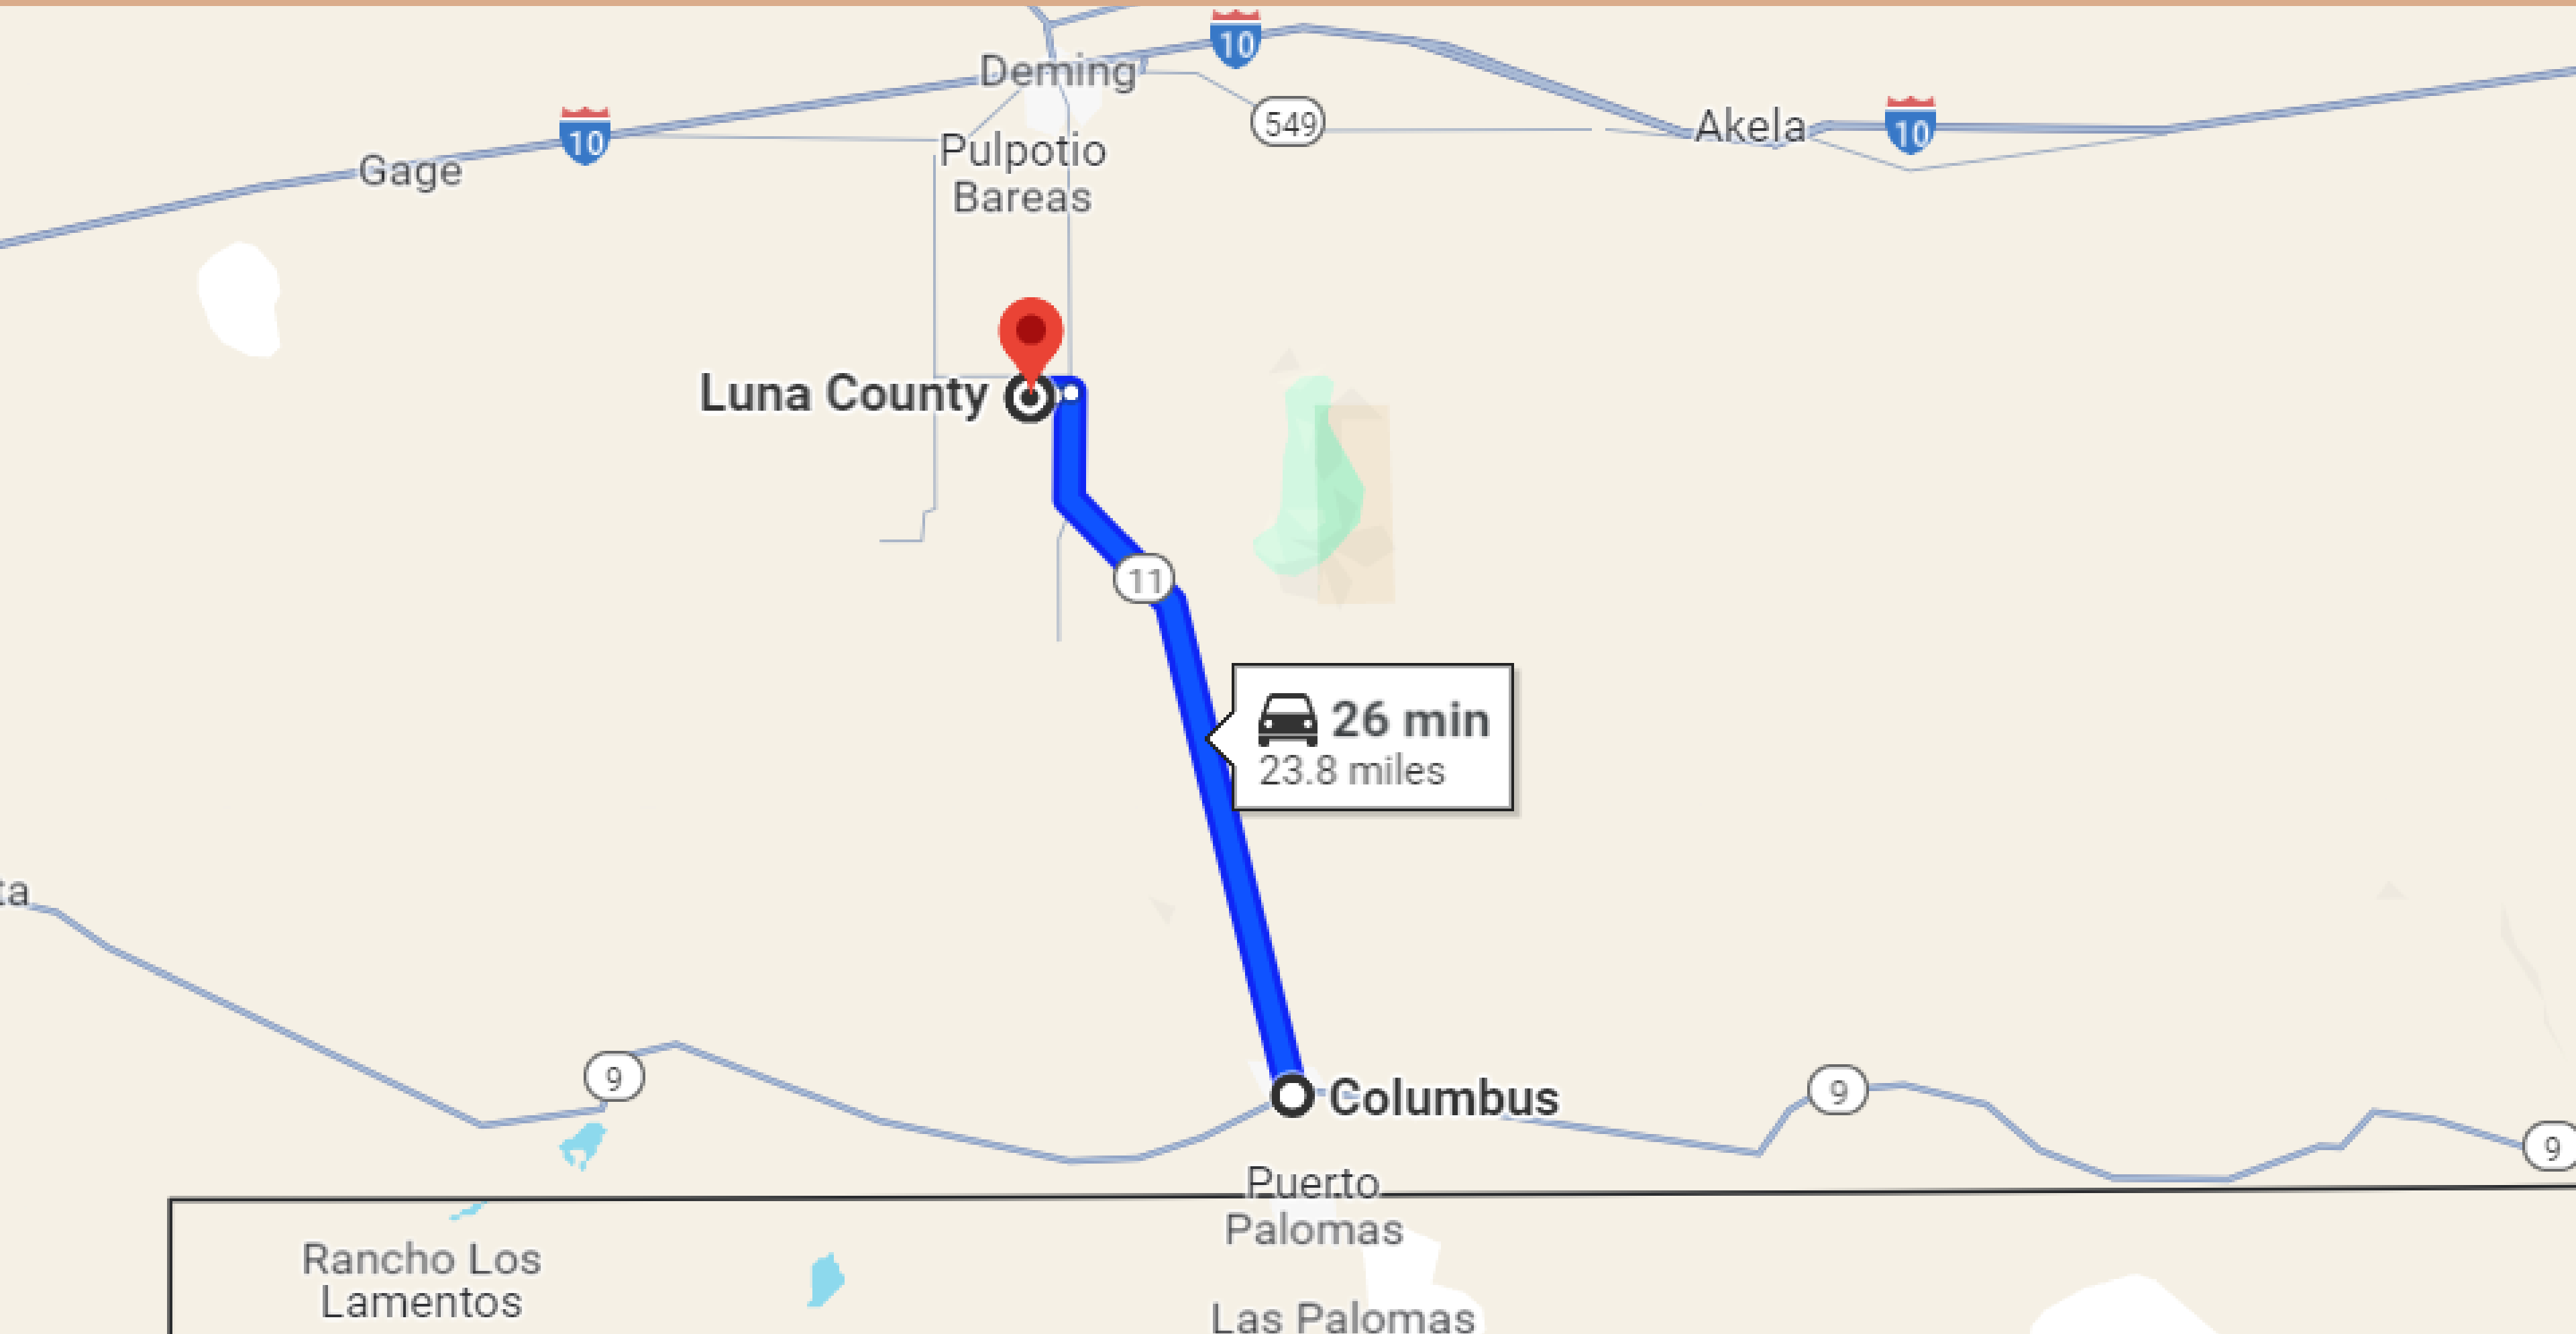 10
Deming
549
Akela
10
10
Gage
Pulpotio
Bareas
Luna County
11
26 min
23.8 miles
ta
9
Columbus
9
9
Puerto
Palomas
Rancho Los
Lamentos
Las Palomas